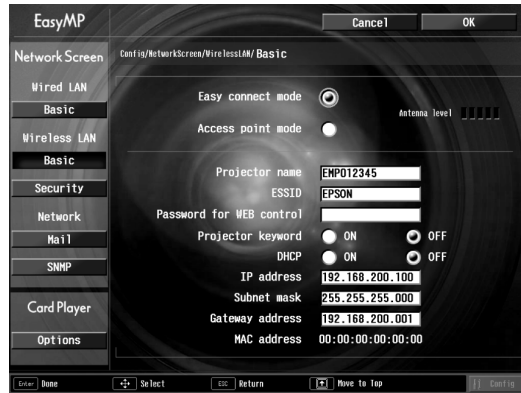 EasyMP
Cancel
OK
Network Screen
Config/NetworkScreen/WirelessLAN/Basic
Wired LAN
Basic
Wireless LAN
Basic
Security
Network
Mail
SNMP
Card Player
Options
Easy connect mode
Antenna level
Access point mode
Projector name EMP012345
ESSID EPSON
Password for WEB control
Projector keyword ON OFF
DHCP ON OFF
IP address 192.168.200.100
Subnet mask 255.255.255.000
Gateway address 192.168.200.001
MAC address 00:00:00:00:00:00
Enter Done Select ESC Return Move to Top Config